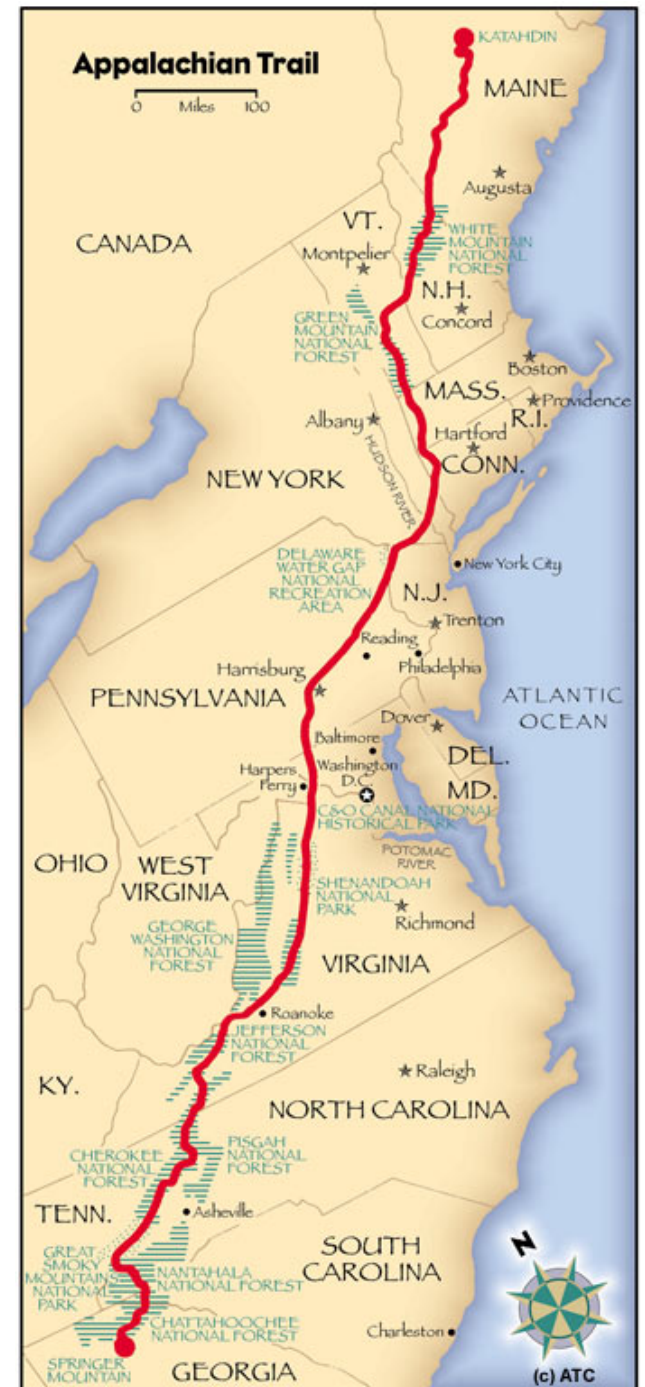 Appalachian Trail
0 Miles 100
KATAHDIN
MAINE
Augusta
VT.
Montpelier
WHITE
MOUNTAIN
NATIONAL
FOREST
CANADA
N.H.
Concord
GREEN
MOUNTAIN
NATIONAL
FOREST
Boston
MASS.
Providence
R.I.
Albany
Hartford
CONN.
HUDSON RIVER
NEW YORK
DELAWARE
WATER GAP
NATIONAL
RECREATION
AREA
New York City
N.J.
Trenton
Reading
Philadelphia
Harrisburg
PENNSYLVANIA
ATLANTIC
OCEAN
Dover
Baltimore
DEL.
Washington
D.C.
Harpers
Ferry
MD.
C&O CANAL NATIONAL
HISTORICAL PARK
POTOMAC
RIVER
OHIO
WEST
VIRGINIA
SHENANDOAH
NATIONAL
PARK
Richmond
GEORGE
WASHINGTON
NATIONAL
FOREST
VIRGINIA
Roanoke
JEFFERSON
NATIONAL
FOREST
KY.
Raleigh
NORTH CAROLINA
CHEROKEE
NATIONAL
FOREST
PISGAH
NATIONAL
FOREST
TENN.
Asheville
GREAT
SMOKY
MOUNTAINS
NATIONAL
PARK
SOUTH
CAROLINA
N
NANTAHALA
NATIONAL FOREST
CHATTAHOOCHEE
NATIONAL FOREST
Charleston
SPRINGER
MOUNTAIN
GEORGIA
(c) ATC